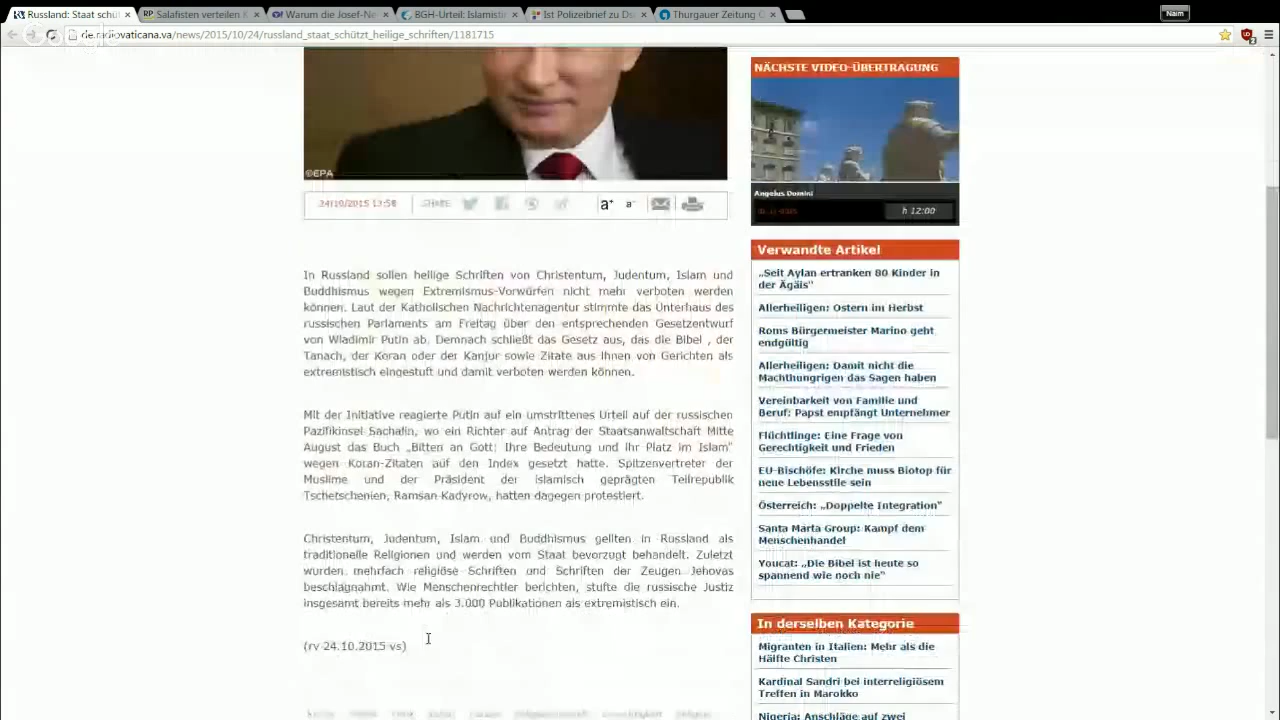 Russland: Staat schüt
Salafisten verteilen K
Warum die Josef-Ne
BGH-Urteil: Islamisti
Ist Polizeibrief zu Ds
Thurgauer Zeitung O
Naim
de.radiovaticana.va/news/2015/10/24/russland_staat_schützt_heilige_schriften/1181715
©EPA
24/10/2015 13:58
SHARE
a+ a-
In Russland sollen heilige Schriften von Christentum, Judentum, Islam und
Buddhismus wegen Extremismus-Vorwürfen nicht mehr verboten werden
können. Laut der Katholischen Nachrichtenagentur stimmte das Unterhaus des
russischen Parlaments am Freitag über den entsprechenden Gesetzentwurf
von Wladimir Putin ab. Demnach schließt das Gesetz aus, das die Bibel , der
Tanach, der Koran oder der Kanjur sowie Zitate aus ihnen von Gerichten als
extremistisch eingestuft und damit verboten werden können.
Mit der Initiative reagierte Putin auf ein umstrittenes Urteil auf der russischen
Pazifikinsel Sachalin, wo ein Richter auf Antrag der Staatsanwaltschaft Mitte
August das Buch „Bitten an Gott: Ihre Bedeutung und ihr Platz im Islam"
wegen Koran-Zitaten auf den Index gesetzt hatte. Spitzenvertreter der
Muslime und der Präsident der islamisch geprägten Teilrepublik
Tschetschenien, Ramsan Kadyrow, hatten dagegen protestiert.
Christentum, Judentum, Islam und Buddhismus gelten in Russland als
traditionelle Religionen und werden vom Staat bevorzugt behandelt. Zuletzt
wurden mehrfach religiöse Schriften und Schriften der Zeugen Jehovas
beschlagnahmt. Wie Menschenrechtler berichten, stufte die russische Justiz
insgesamt bereits mehr als 3.000 Publikationen als extremistisch ein.
(rv 24.10.2015 vs)
NÄCHSTE VIDEO-ÜBERTRAGUNG
Angelus Domini
h 12:00
Verwandte Artikel
„Seit Aylan ertranken 80 Kinder in
der Ägäis"
Allerheiligen: Ostern im Herbst
Roms Bürgermeister Marino geht
endgültig
Allerheiligen: Damit nicht die
Machthungrigen das Sagen haben
Vereinbarkeit von Familie und
Beruf: Papst empfängt Unternehmer
Flüchtlinge: Eine Frage von
Gerechtigkeit und Frieden
EU-Bischöfe: Kirche muss Biotop für
neue Lebensstile sein
Österreich: „Doppelte Integration"
Santa Marta Group: Kampf dem
Menschenhandel
Youcat: „Die Bibel ist heute so
spannend wie noch nie"
In derselben Kategorie
Migranten in Italien: Mehr als die
Hälfte Christen
Kardinal Sandri bei interreligiösem
Treffen in Marokko
Nigeria: Anschläge auf zwei